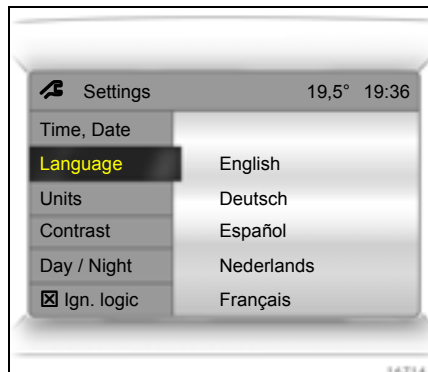 Settings 19,5° 19:36
Time, Date
Language English
Units Deutsch
Contrast Español
Day / Night Nederlands
Ign. logic Français